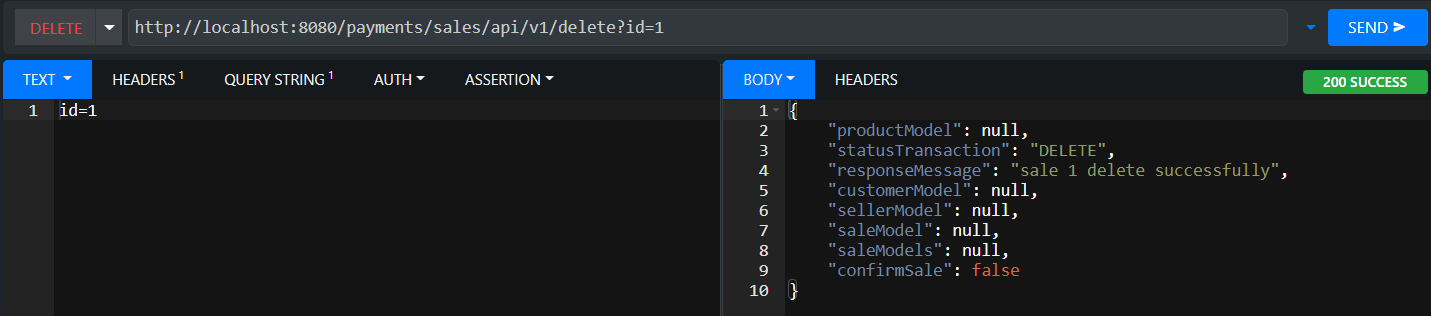 DELETE http://localhost:8080/payments/sales/api/v1/delete?id=1 SEND
TEXT HEADERS 1 QUERY STRING 1 AUTH ASSERTION
1 id=1
BODY HEADERS 200 SUCCESS
1 {
2 "productModel": null,
3 "statusTransaction": "DELETE",
4 "responseMessage": "sale 1 delete successfully",
5 "customerModel": null,
6 "sellerModel": null,
7 "saleModel": null,
8 "saleModels": null,
9 "confirmSale": false
10 }